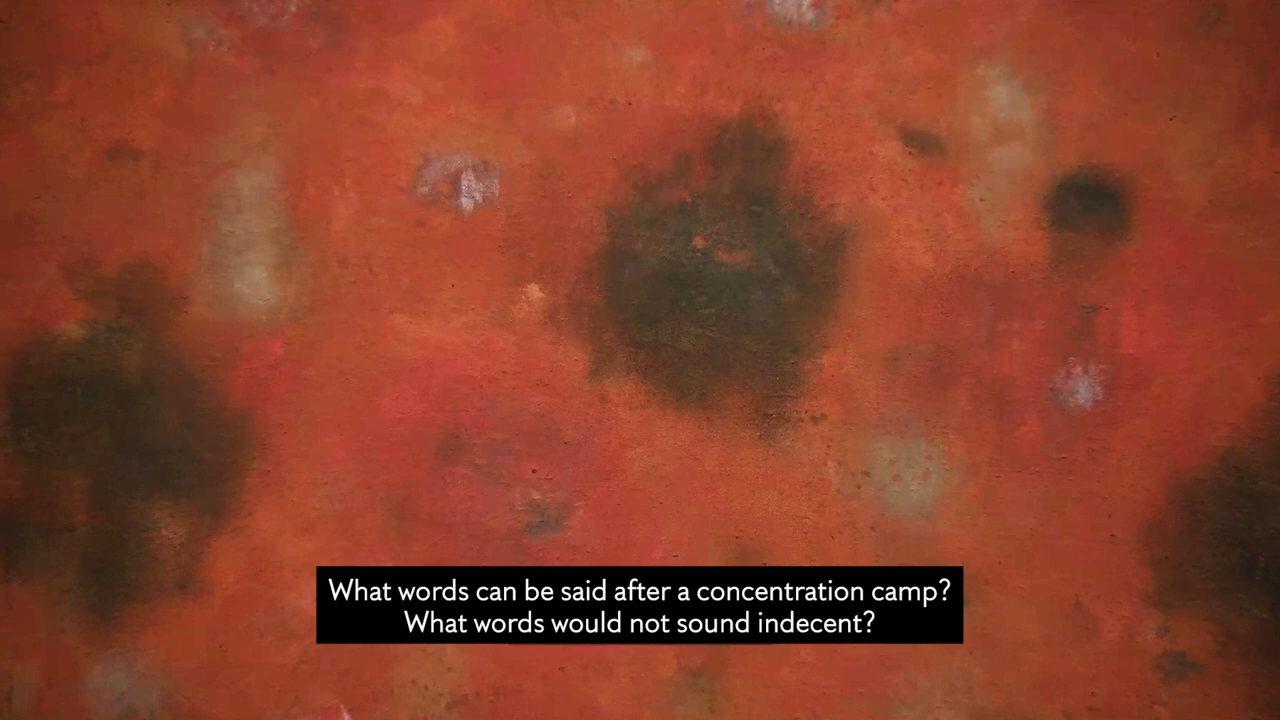 What words can be said after a concentration camp?
What words would not sound indecent?